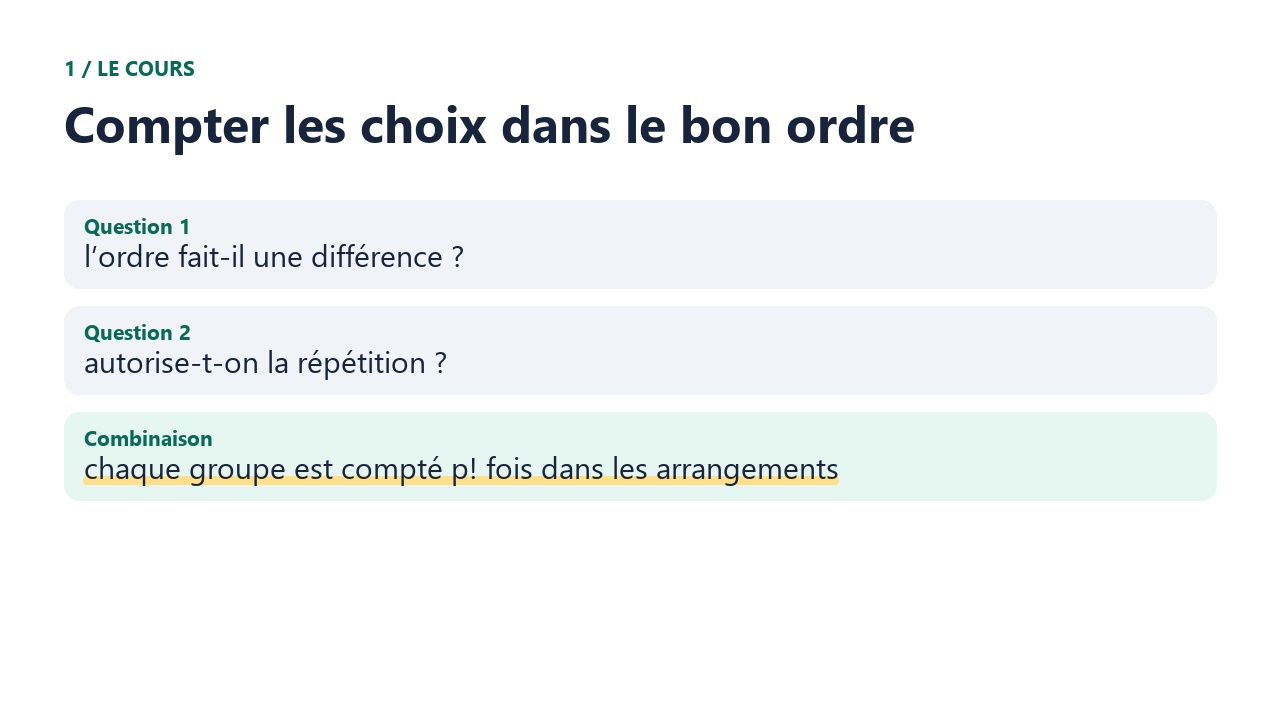 1 / LE COURS
Compter les choix dans le bon ordre
Question 1
l’ordre fait-il une différence ?
Question 2
autorise-t-on la répétition ?
Combinaison
chaque groupe est compté p! fois dans les arrangements